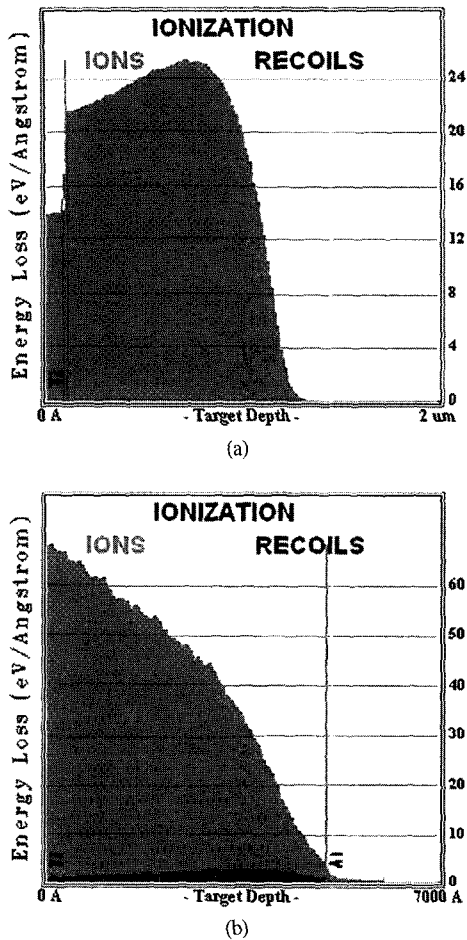 IONIZATION
IONS RECOILS
Energy Loss (eV/Angstrom)
24
20
16
12
8
4
0
0 A - Target Depth - 2 um
(a)
IONIZATION
IONS RECOILS
Energy Loss (eV/Angstrom)
60
50
40
30
20
10
0
Al
0 A - Target Depth - 7000 A
(b)